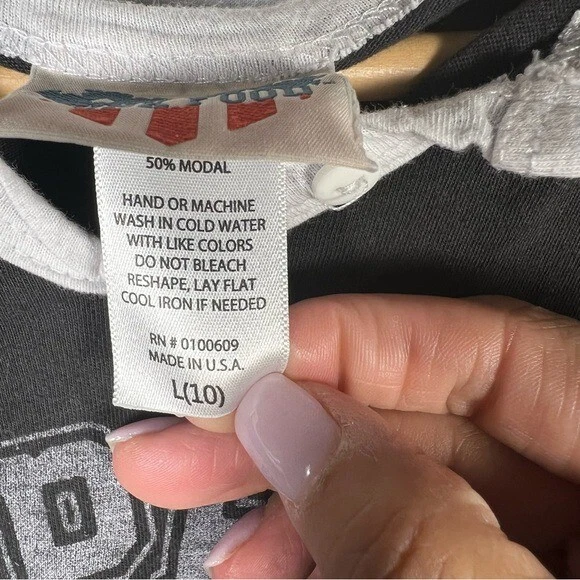 50% MODAL
HAND OR MACHINE
WASH IN COLD WATER
WITH LIKE COLORS
DO NOT BLEACH
RESHAPE, LAY FLAT
COOL IRON IF NEEDED
RN # 0100609
MADE IN U.S.A.
L(10)